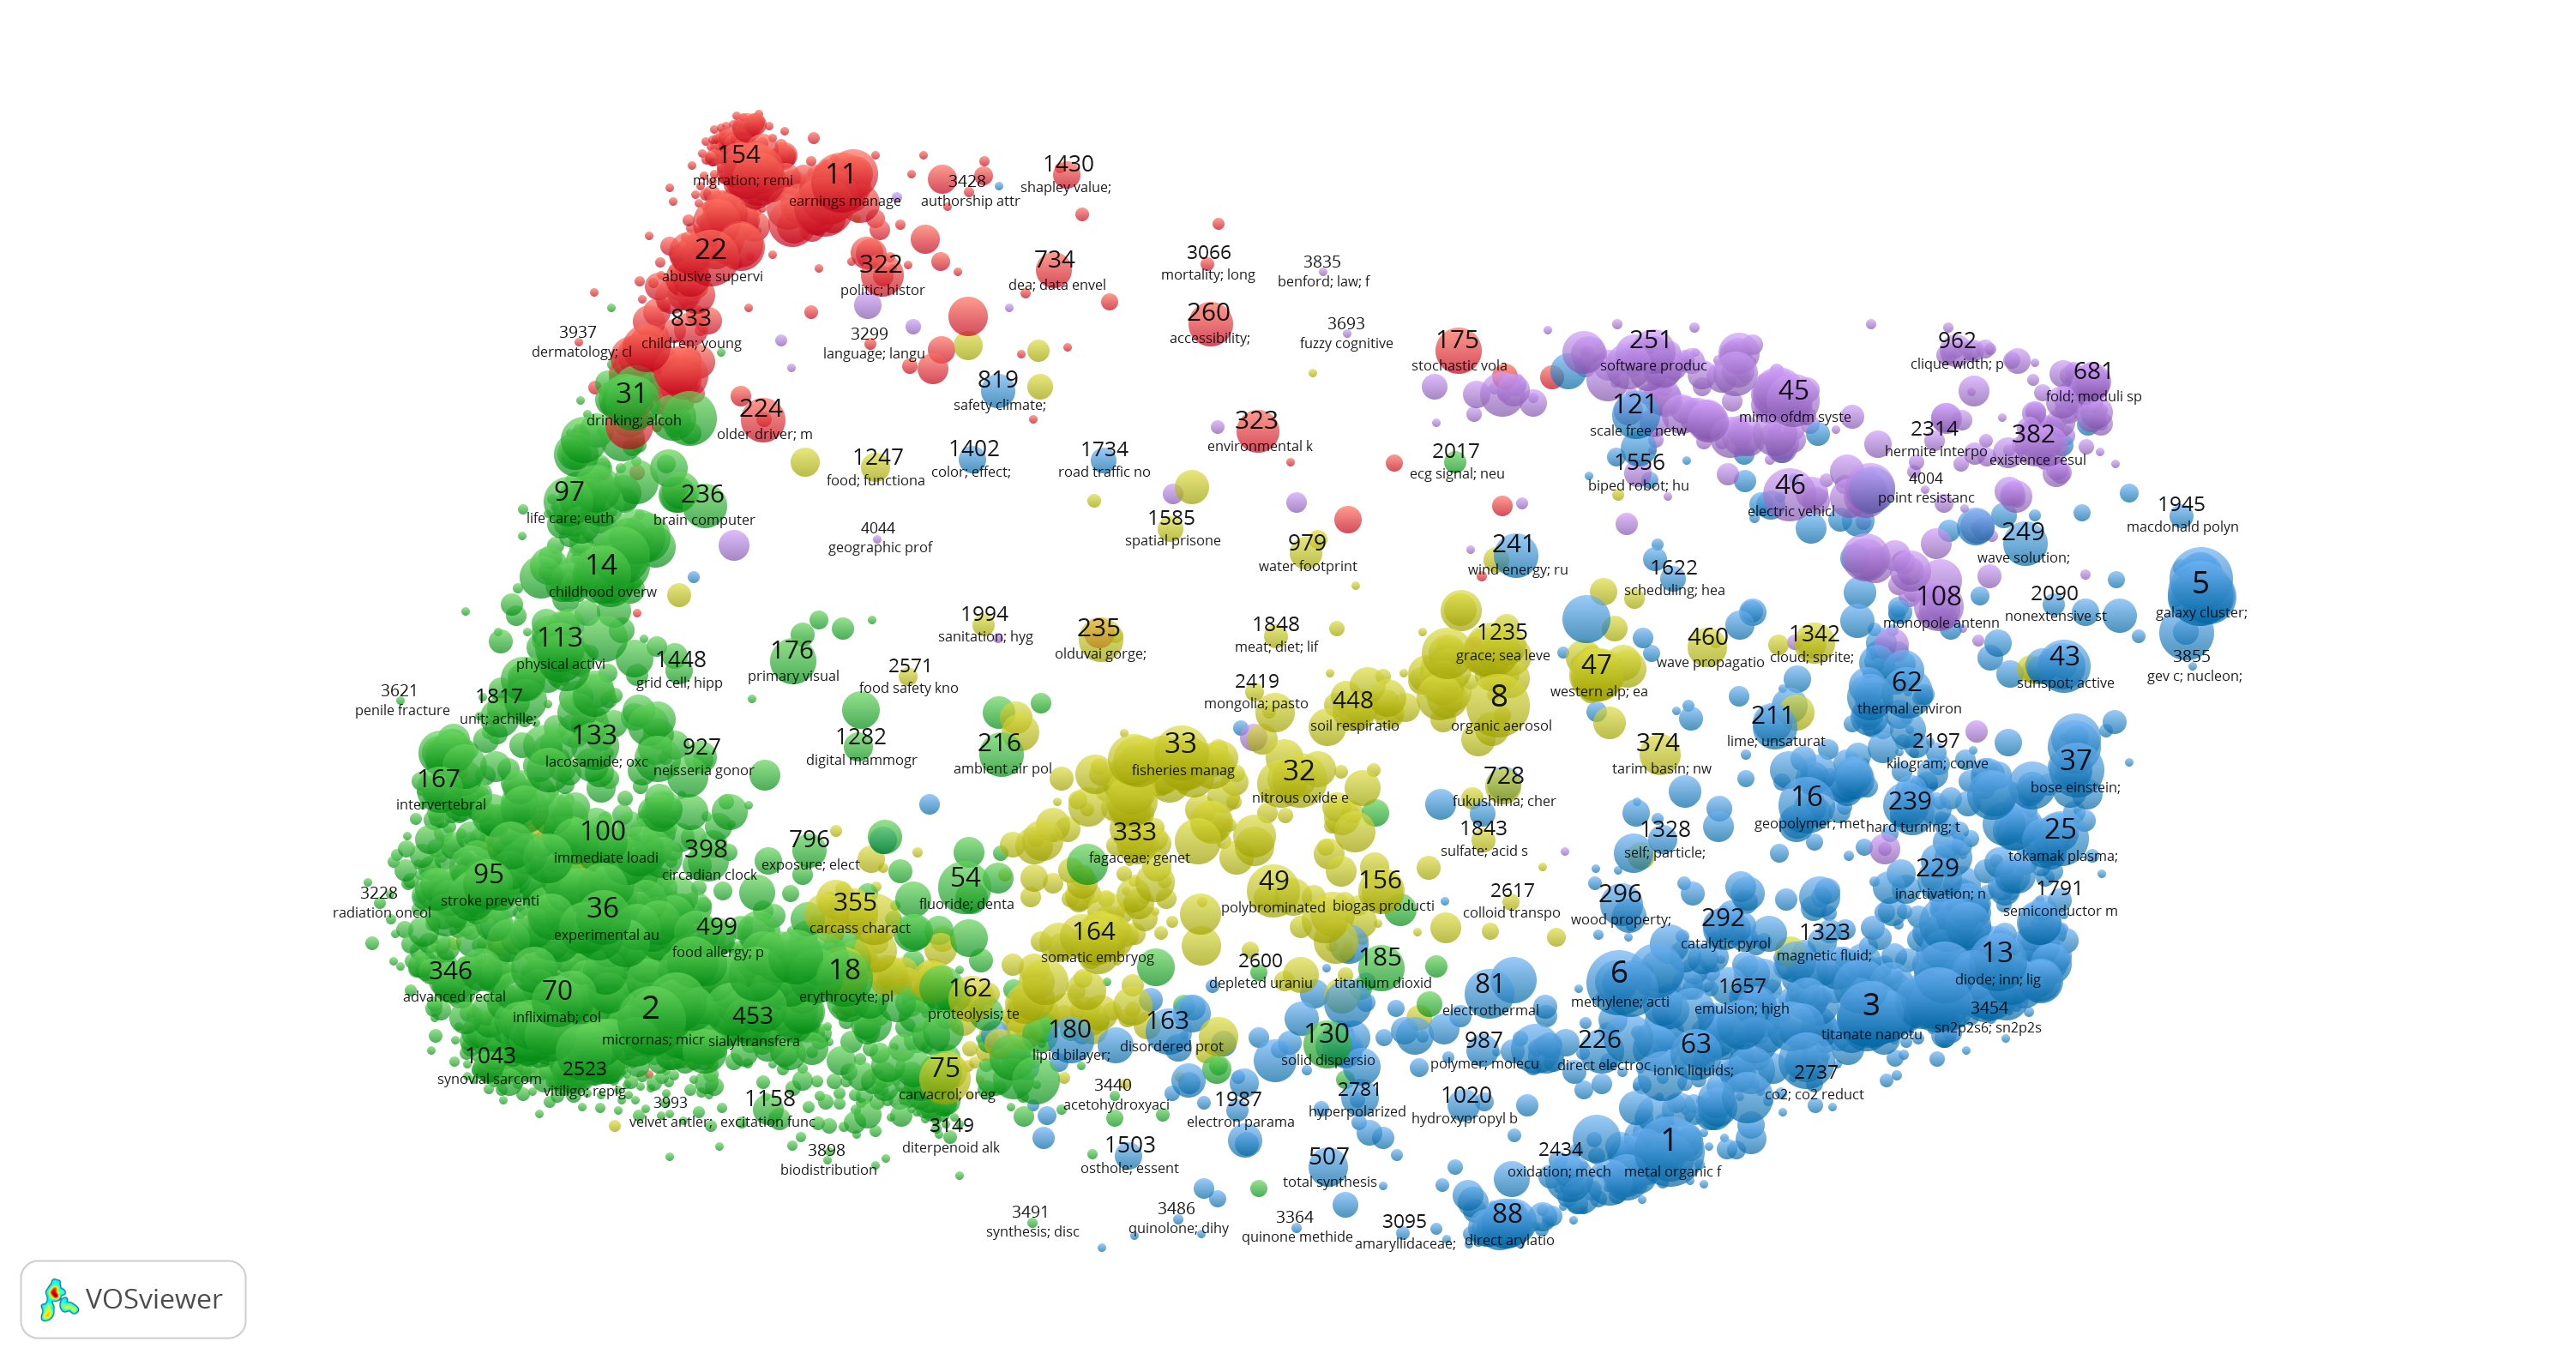 154
migration; remi
11
earnings manage
3428
authorship attr
1430
shapley value;
22
abusive supervi
322
politic; histor
734
dea; data envel
3066
mortality; long
3835
benford; law; f
260
accessibility;
3693
fuzzy cognitive
833
children; young
3937
dermatology; cl
3299
language; langu
175
stochastic vola
251
software produc
962
clique width; p
681
fold; moduli sp
31
drinking; alcoh
819
safety climate;
45
mimo ofdm syste
224
older driver; m
323
environmental k
121
scale free netw
2314
hermite interpo
382
existence resul
1247
food; functiona
1402
color; effect;
1734
road traffic no
2017
ecg signal; neu
1556
biped robot; hu
4004
point resistanc
97
life care; euth
236
brain computer
46
electric vehicl
1945
macdonald polyn
4044
geographic prof
1585
spatial prisone
979
water footprint
241
wind energy; ru
249
wave solution;
14
childhood overw
1622
scheduling; hea
108
monopole antenn
2090
nonextensive st
5
galaxy cluster;
113
physical activi
1448
grid cell; hipp
176
primary visual
1994
sanitation; hyg
235
olduvai gorge;
1848
meat; diet; lif
1235
grace; sea leve
460
wave propagatio
1342
cloud; sprite;
43
sunspot; active
3855
gev c; nucleon;
3621
penile fracture
1817
unit; achille;
2571
food safety kno
2419
mongolia; pasto
448
soil respiratio
8
organic aerosol
47
western alp; ea
62
thermal environ
133
lacosamide; oxc
927
neisseria gonor
1282
digital mammogr
216
ambient air pol
33
fisheries manag
32
nitrous oxide e
374
tarim basin; nw
211
lime; unsaturat
2197
kilogram; conve
37
bose einstein;
167
intervertebral
728
fukushima; cher
16
geopolymer; met
239
hard turning; t
100
immediate loadi
398
circadian clock
796
exposure; elect
333
fagaceae; genet
1843
sulfate; acid s
1328
self; particle;
25
tokamak plasma;
95
stroke preventi
54
fluoride; denta
49
polybrominated
156
biogas producti
229
inactivation; n
1791
semiconductor m
3228
radiation oncol
36
experimental au
499
food allergy; p
355
carcass charact
164
somatic embryog
2617
colloid transpo
296
wood property;
292
catalytic pyrol
1323
magnetic fluid;
13
diode; inn; lig
346
advanced rectal
70
infliximab; col
2
micrornas; micr
453
sialyltransfera
18
erythrocyte; pl
162
proteolysis; te
2600
depleted uraniu
185
titanium dioxid
81
electrothermal
6
methylene; acti
1657
emulsion; high
3
titanate nanotu
3454
sn2p2s6; sn2p2s
1043
synovial sarcom
2523
vitiligo; repig
75
carvacrol; oreg
180
lipid bilayer;
163
disordered prot
130
solid dispersio
987
polymer; molecu
226
direct electroc
63
ionic liquids;
2737
co2; co2 reduct
3993
velvet antler;
1158
excitation func
3440
acetohydroxyaci
1987
electron parama
2781
hyperpolarized
1020
hydroxypropyl b
3149
diterpenoid alk
3898
biodistribution
1503
osthole; essent
507
total synthesis
2434
oxidation; mech
1
metal organic f
3491
synthesis; disc
3486
quinolone; dihy
3364
quinone methide
3095
amaryllidaceae;
88
direct arylatio
VOSviewer